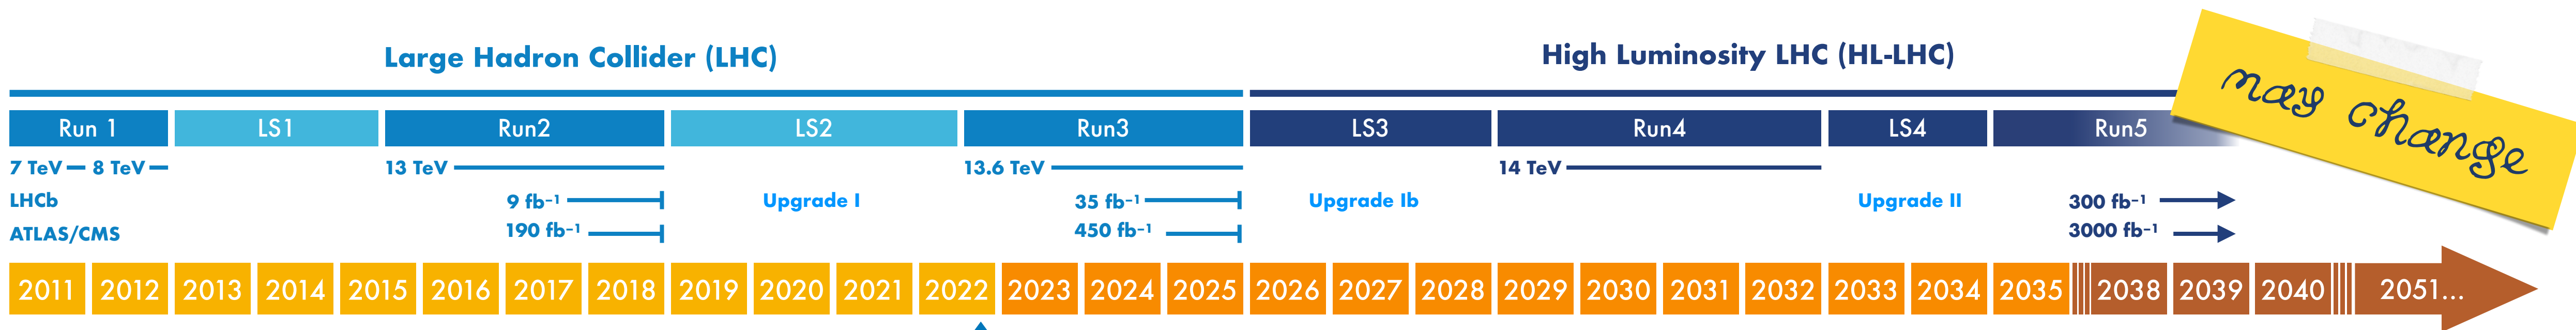 Large Hadron Collider (LHC) High Luminosity LHC (HL-LHC)
may change
Run 1 LS1 Run2 LS2 Run3 LS3 Run4 LS4 Run5
7 TeV 8 TeV 13 TeV 13.6 TeV 14 TeV
LHCb 9 fb⁻¹ Upgrade I 35 fb⁻¹ Upgrade Ib Upgrade II 300 fb⁻¹
ATLAS/CMS 190 fb⁻¹ 450 fb⁻¹ 3000 fb⁻¹
2011 2012 2013 2014 2015 2016 2017 2018 2019 2020 2021 2022 2023 2024 2025 2026 2027 2028 2029 2030 2031 2032 2033 2034 2035 2038 2039 2040 2051...